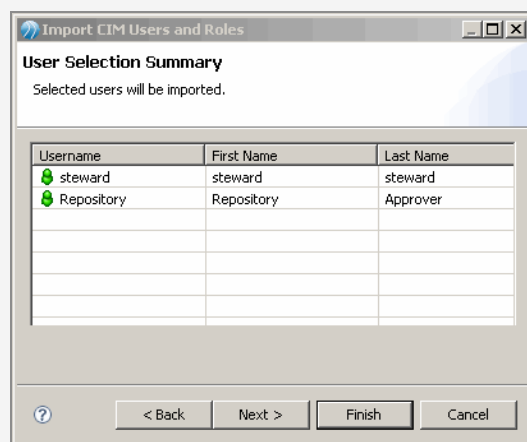 Import CIM Users and Roles
User Selection Summary
Selected users will be imported.
Username First Name Last Name
steward steward steward
Repository Repository Approver
? < Back Next > Finish Cancel